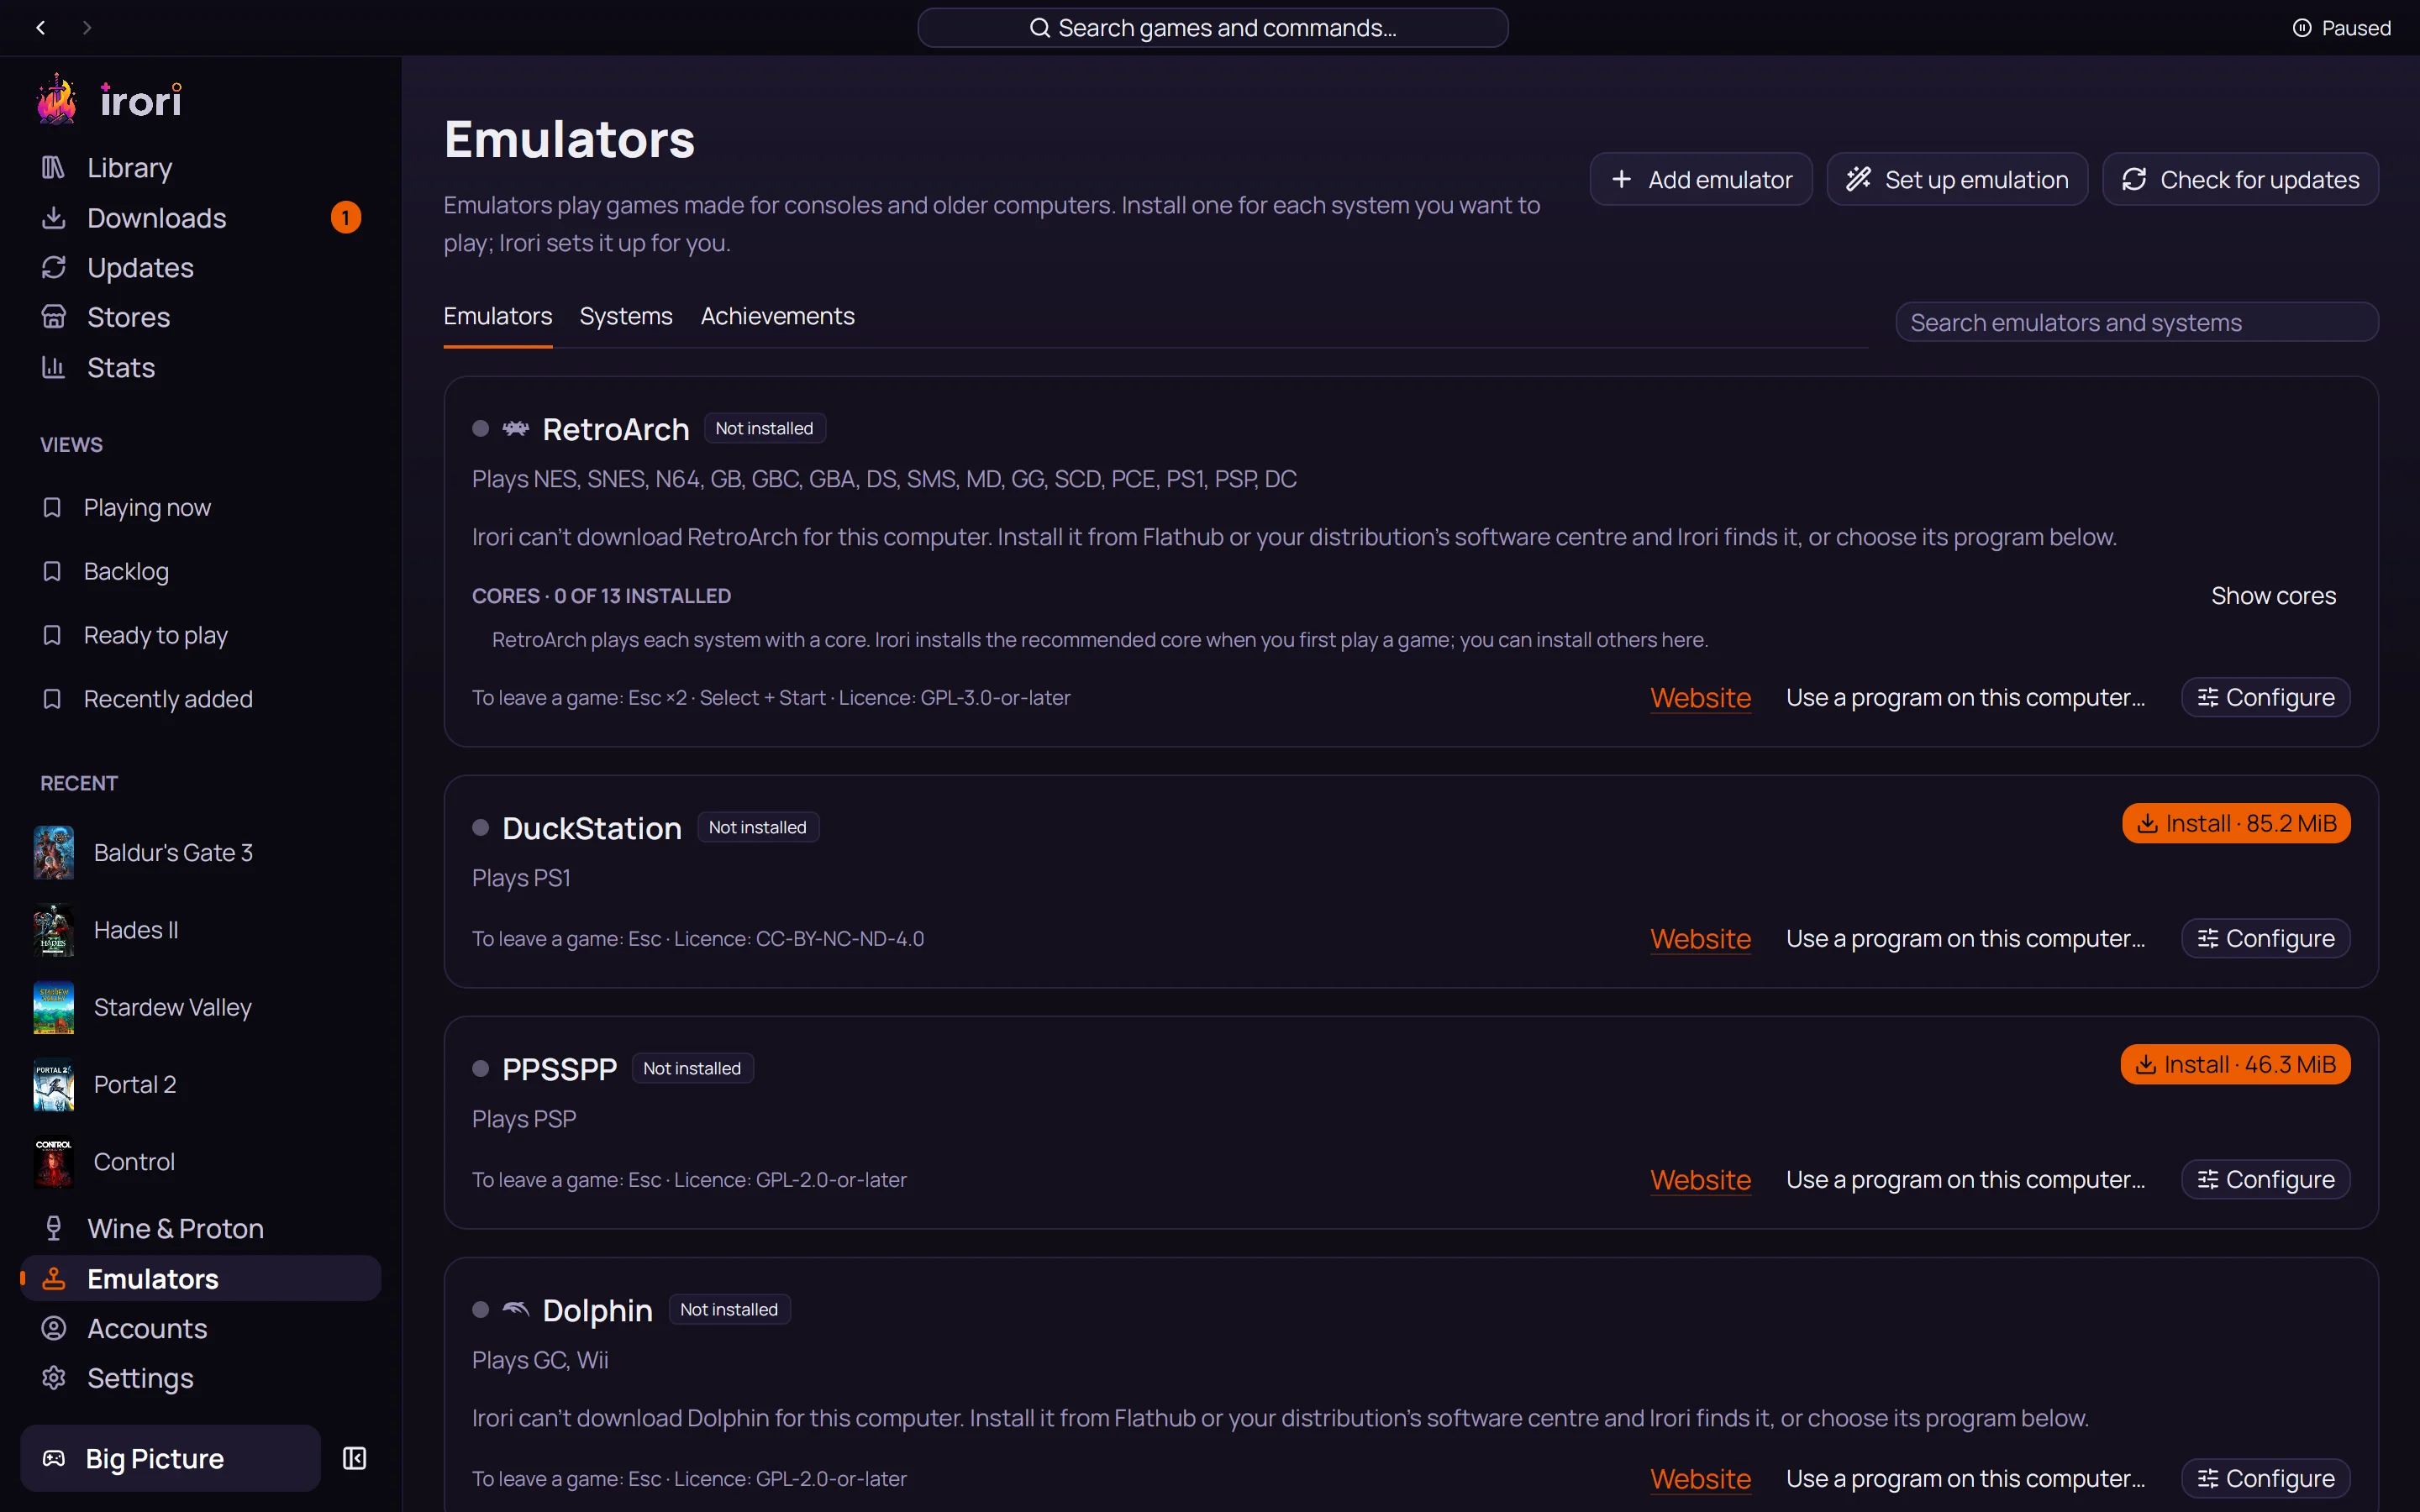 Search games and commands...
Paused
irori
Library
Downloads
1
Updates
Stores
Stats
VIEWS
Playing now
Backlog
Ready to play
Recently added
RECENT
Baldur's Gate 3
Hades II
Stardew Valley
Portal 2
Control
Wine & Proton
Emulators
Accounts
Settings
Big Picture
Emulators
Emulators play games made for consoles and older computers. Install one for each system you want to
play; Irori sets it up for you.
Add emulator
Set up emulation
Check for updates
Emulators
Systems
Achievements
Search emulators and systems
RetroArch
Not installed
Plays NES, SNES, N64, GB, GBC, GBA, DS, SMS, MD, GG, SCD, PCE, PS1, PSP, DC
Irori can’t download RetroArch for this computer. Install it from Flathub or your distribution’s software centre and Irori finds it, or choose its program below.
CORES · 0 OF 13 INSTALLED
Show cores
RetroArch plays each system with a core. Irori installs the recommended core when you first play a game; you can install others here.
To leave a game: Esc ×2 · Select + Start · Licence: GPL-3.0-or-later
Website
Use a program on this computer...
Configure
DuckStation
Not installed
Install · 85.2 MiB
Plays PS1
To leave a game: Esc · Licence: CC-BY-NC-ND-4.0
Website
Use a program on this computer...
Configure
PPSSPP
Not installed
Install · 46.3 MiB
Plays PSP
To leave a game: Esc · Licence: GPL-2.0-or-later
Website
Use a program on this computer...
Configure
Dolphin
Not installed
Plays GC, Wii
Irori can’t download Dolphin for this computer. Install it from Flathub or your distribution’s software centre and Irori finds it, or choose its program below.
To leave a game: Esc · Licence: GPL-2.0-or-later
Website
Use a program on this computer...
Configure
HADES
STARDEW VALLEY
PORTAL 2
CONTROL